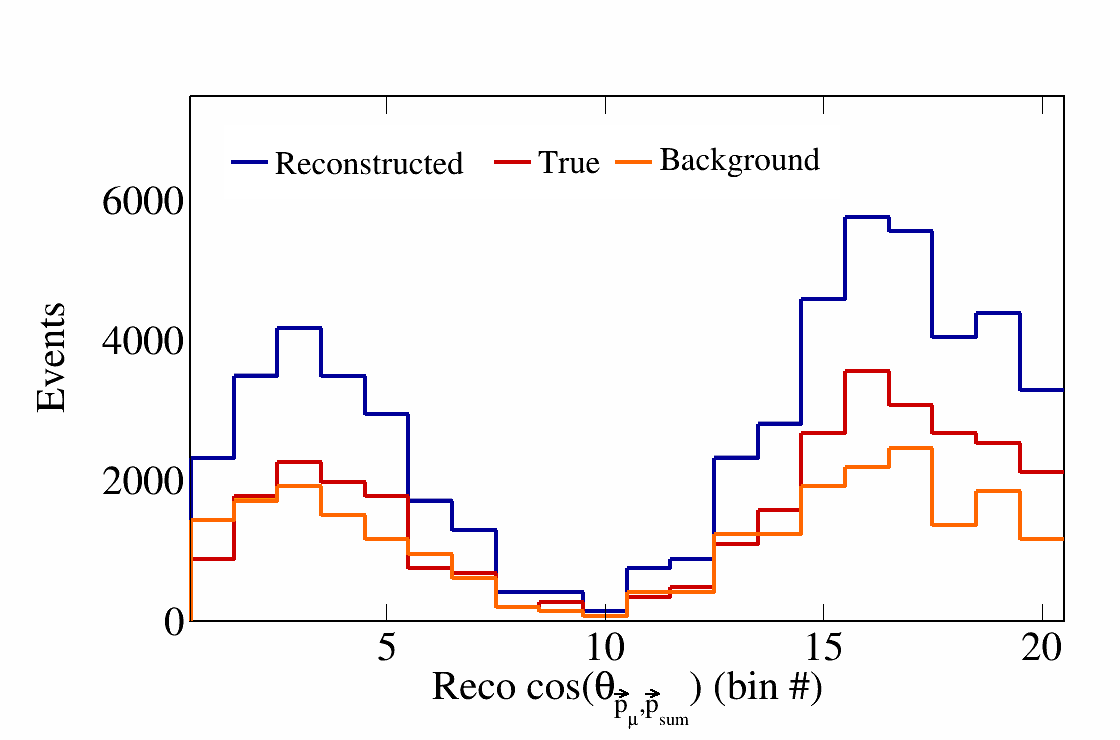 Reconstructed True Background
6000
4000
2000
0
Events
5 10 15 20
Reco cos(θp⃗μ,p⃗sum) (bin #)